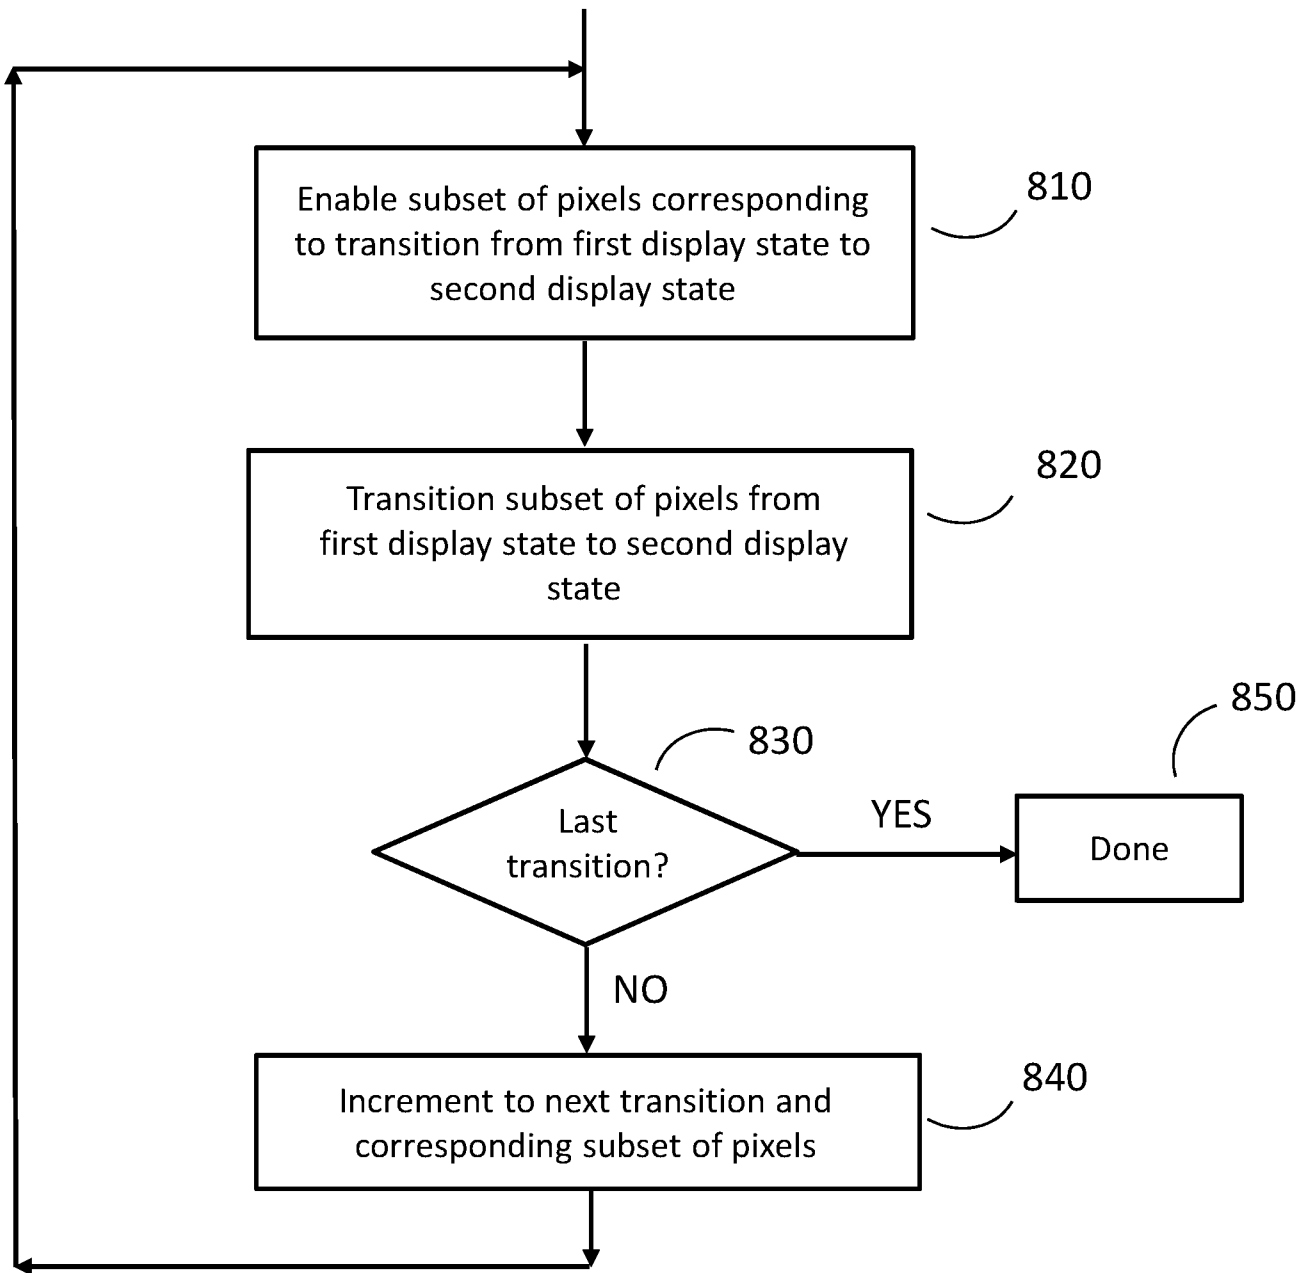 Enable subset of pixels corresponding
to transition from first display state to
second display state
810
Transition subset of pixels from
first display state to second display
state
820
830
Last
transition?
YES
850
Done
NO
Increment to next transition and
corresponding subset of pixels
840